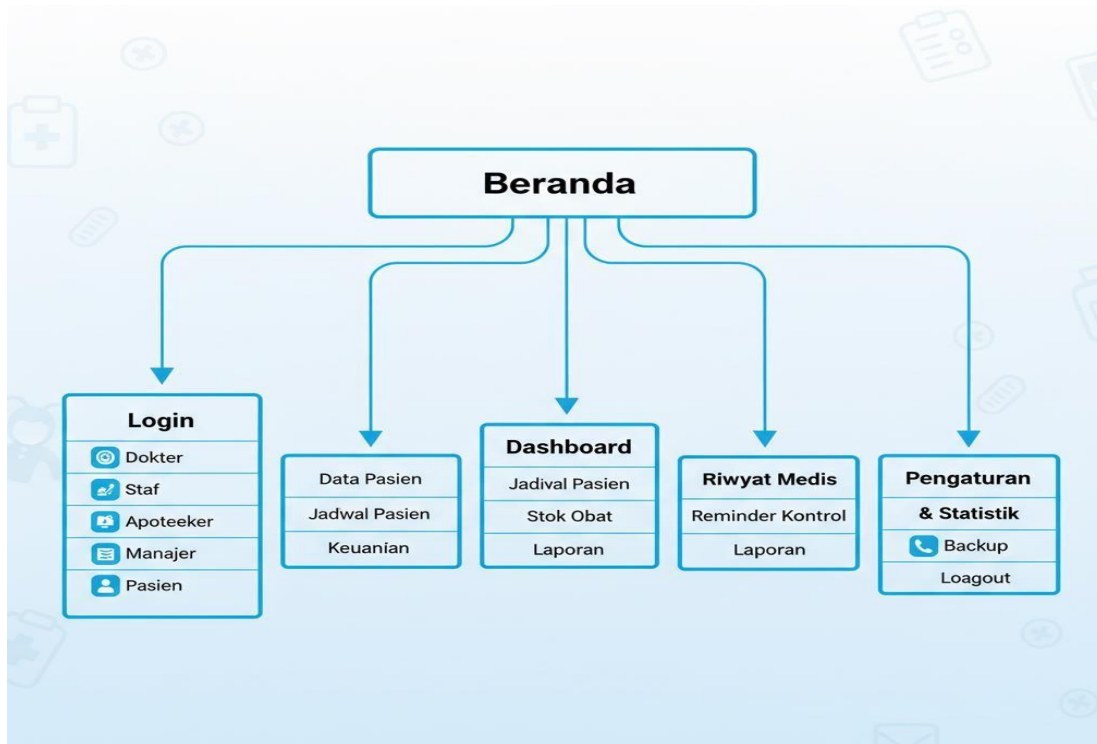 Beranda
Login
Dokter
Staf
Apoteeker
Manajer
Pasien
Data Pasien
Jadwal Pasien
Keuanian
Dashboard
Jadival Pasien
Stok Obat
Laporan
Riwyat Medis
Reminder Kontrol
Laporan
Pengaturan
& Statistik
Backup
Loagout